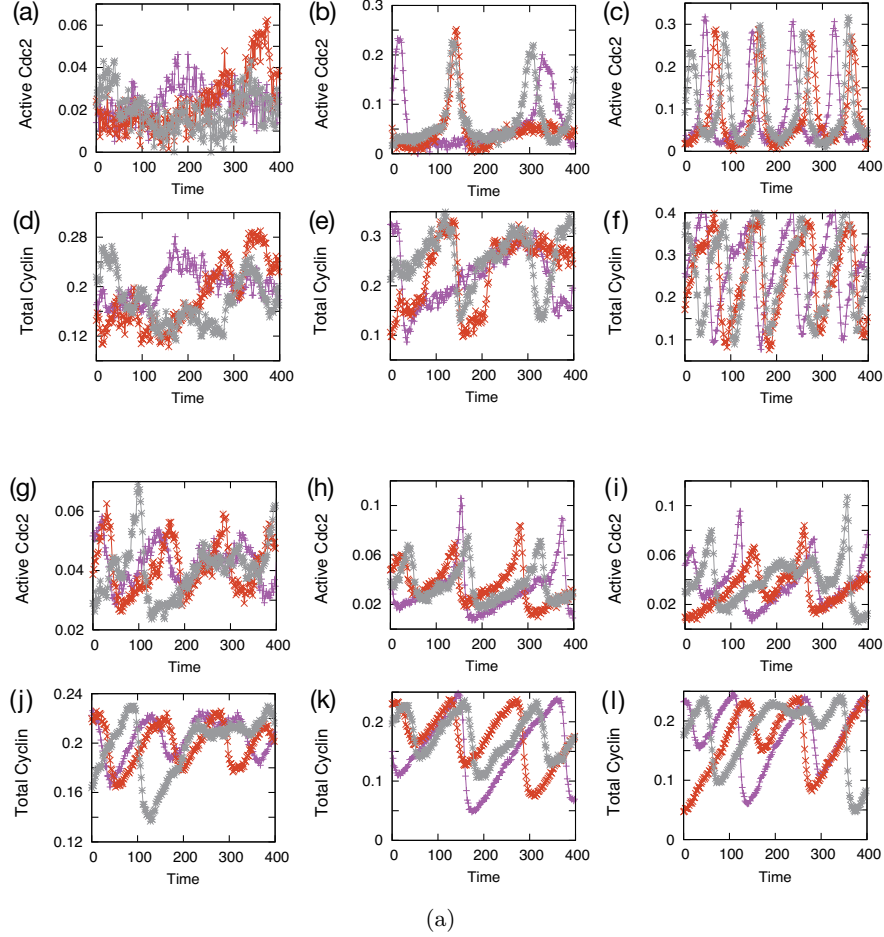 (a) (b) (c)
Active Cdc2 0.06 0.04 0.02 0
Active Cdc2 0.3 0.2 0.1 0
Active Cdc2 0.3 0.2 0.1 0
0 100 200 300 400 0 100 200 300 400 0 100 200 300 400
Time Time Time
(d) (e) (f)
Total Cyclin 0.28 0.2 0.12
Total Cyclin 0.3 0.2 0.1
Total Cyclin 0.4 0.3 0.2 0.1
0 100 200 300 400 0 100 200 300 400 0 100 200 300 400
Time Time Time
(g) (h) (i)
Active Cdc2 0.06 0.04 0.02
Active Cdc2 0.1 0.06 0.02
Active Cdc2 0.1 0.06 0.02
0 100 200 300 400 0 100 200 300 400 0 100 200 300 400
Time Time Time
(j) (k) (l)
Total Cyclin 0.24 0.2 0.16 0.12
Total Cyclin 0.2 0.1 0
Total Cyclin 0.2 0.1 0
0 100 200 300 400 0 100 200 300 400 0 100 200 300 400
Time Time Time
(a)